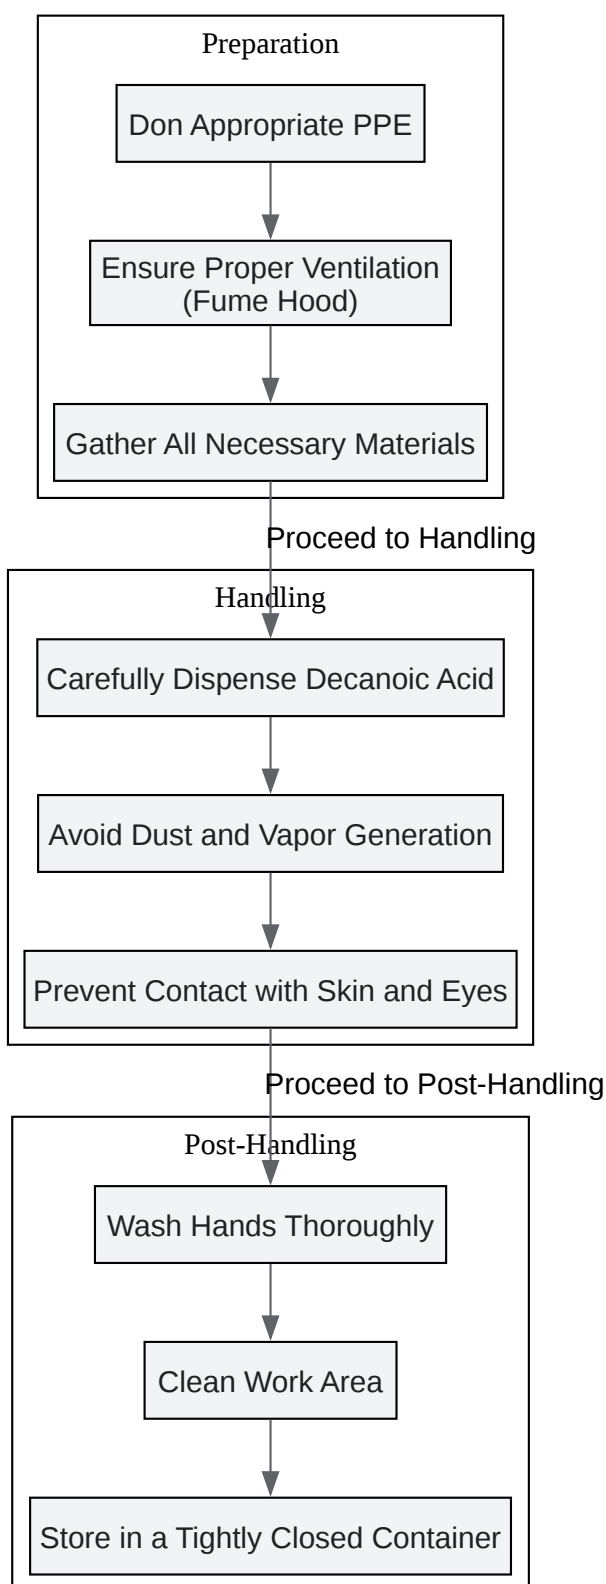 Preparation
Don Appropriate PPE
Ensure Proper Ventilation
(Fume Hood)
Gather All Necessary Materials
Proceed to Handling
Handling
Carefully Dispense Decanoic Acid
Avoid Dust and Vapor Generation
Prevent Contact with Skin and Eyes
Proceed to Post-Handling
Post-Handling
Wash Hands Thoroughly
Clean Work Area
Store in a Tightly Closed Container